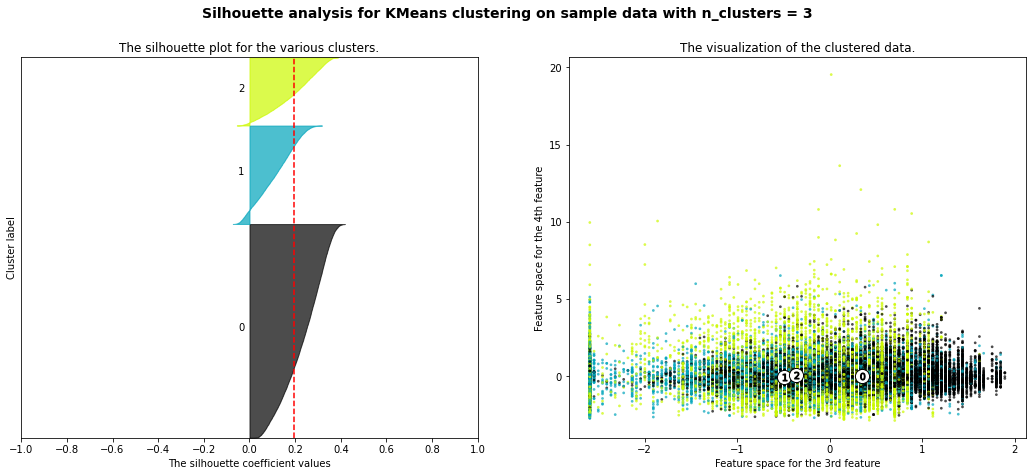 Silhouette analysis for KMeans clustering on sample data with n_clusters = 3
The silhouette plot for the various clusters.
2
1
0
Cluster label
−1.0 −0.8 −0.6 −0.4 −0.2 0.0 0.2 0.4 0.6 0.8 1.0
The silhouette coefficient values
The visualization of the clustered data.
20
15
10
5
0
Feature space for the 4th feature
1 2 0
−2 −1 0 1 2
Feature space for the 3rd feature